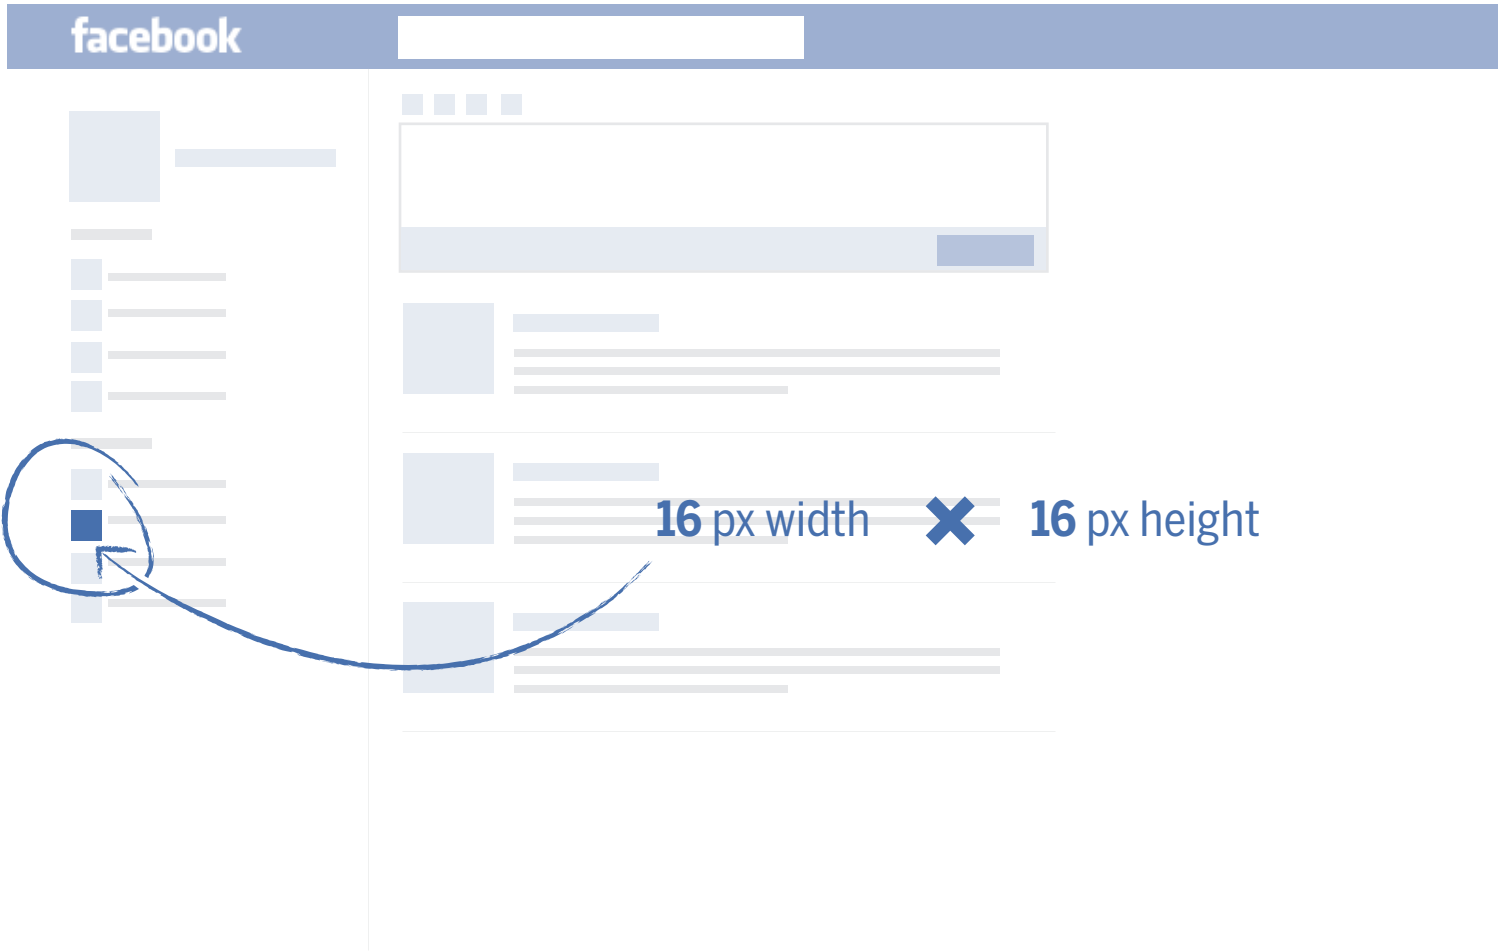 facebook
16 px width ✖ 16 px height